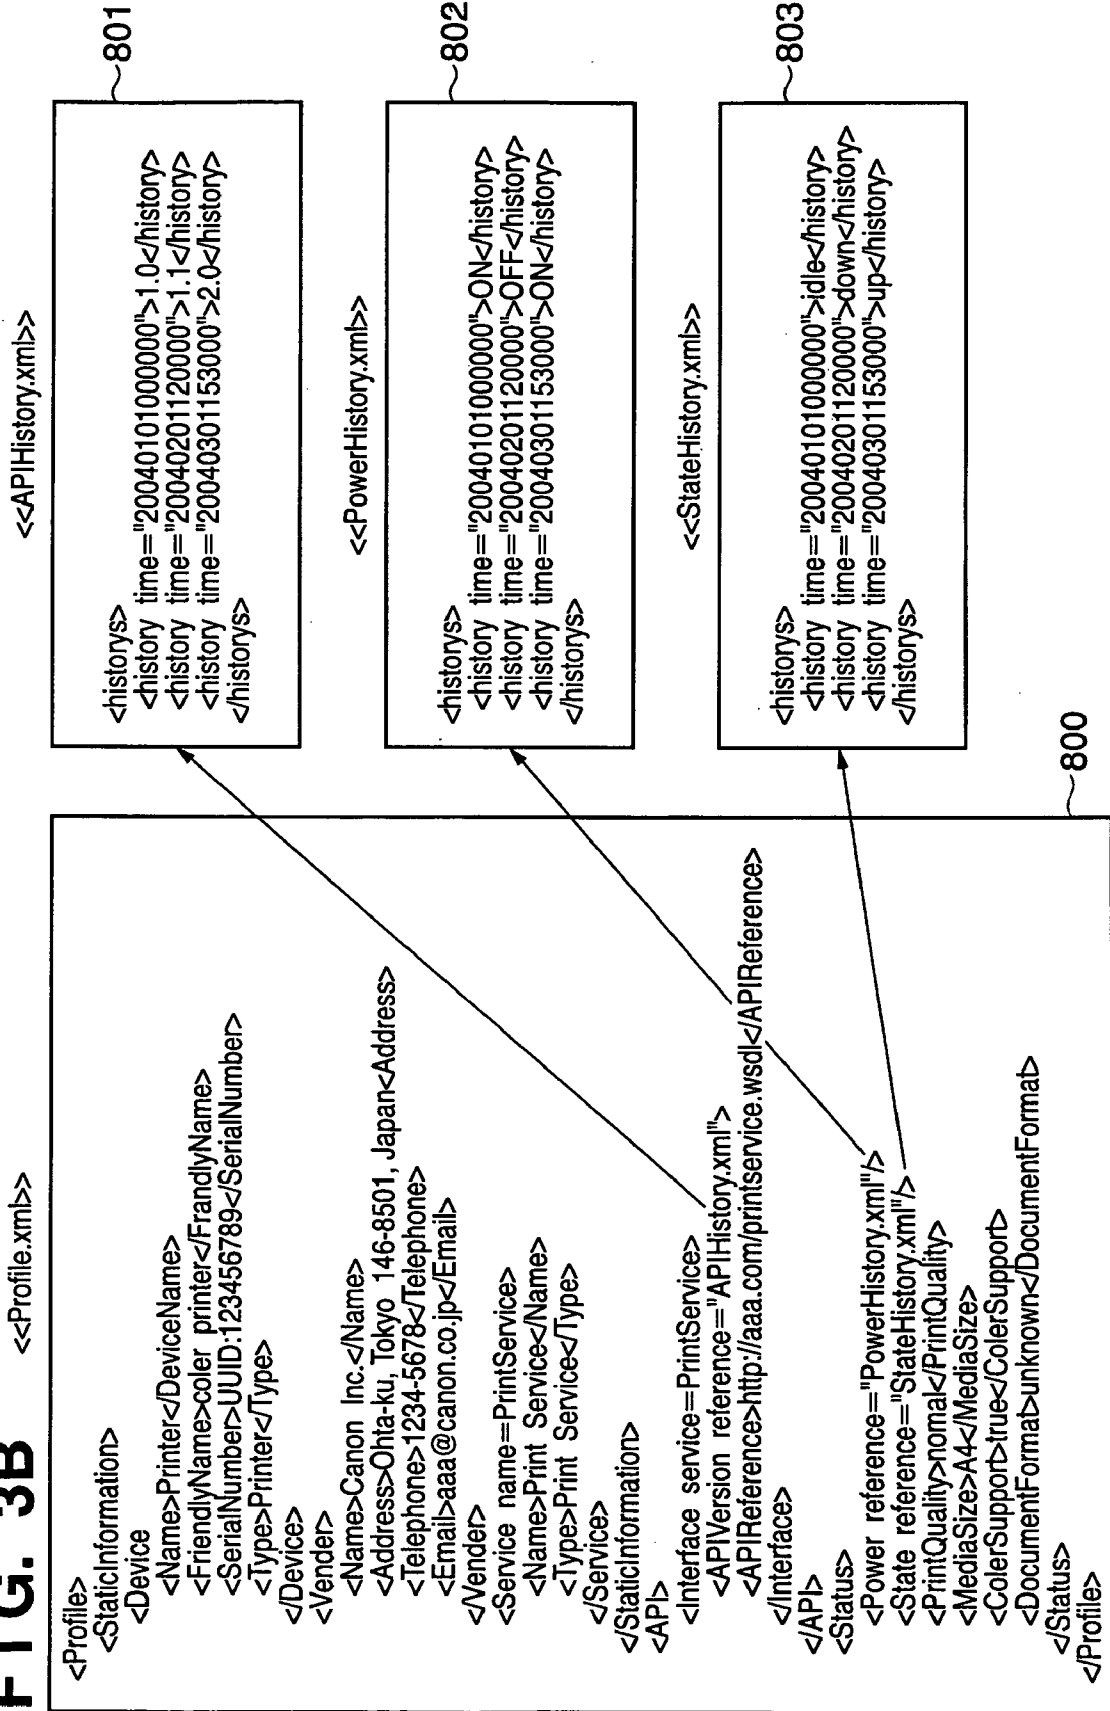 FIG. 3B
<<Profile.xml>>
<Profile>
<StaticInformation>
<Device
<Name>Printer</DeviceName>
<FriendlyName>coler printer</FrandlyName>
<SerialNumber>UUID:123456789</SerialNumber>
<Type>Printer</Type>
</Device>
<Vender>
<Name>Canon Inc.</Name>
<Address>Ohta-ku, Tokyo 146-8501, Japan<Address>
<Telephone>1234-5678</Telephone>
<Email>aaa@canon.co.jp</Email>
</Vender>
<Service name=PrintService>
<Name>Print Service</Name>
<Type>Print Service</Type>
</Service>
</StaticInformation>
<API>
<Interface service=PrintService>
<APIVersion reference="APIHistory.xml">
<APIReference>http://aaa.com/printservice.wsdl</APIReference>
</Interface>
</API>
<Status>
<Power reference="PowerHistory.xml"/>
<State reference="StateHistory.xml"/>
<PrintQuality>nomal</PrintQuality>
<MediaSize>A4</MediaSize>
<ColerSupport>true</ColerSupport>
<DocumentFormat>unknown</DocumentFormat>
</Status>
</Profile>
800
<<APIHistory.xml>>
801
<historys>
<history time="20040101000000">1.0</history>
<history time="20040201120000">1.1</history>
<history time="20040301153000">2.0</history>
</historys>
<<PowerHistory.xml>>
802
<historys>
<history time="20040101000000">ON</history>
<history time="20040201120000">OFF</history>
<history time="20040301153000">ON</history>
</historys>
<<StateHistory.xml>>
803
<historys>
<history time="20040101000000">idle</history>
<history time="20040201120000">down</history>
<history time="20040301153000">up</history>
</historys>